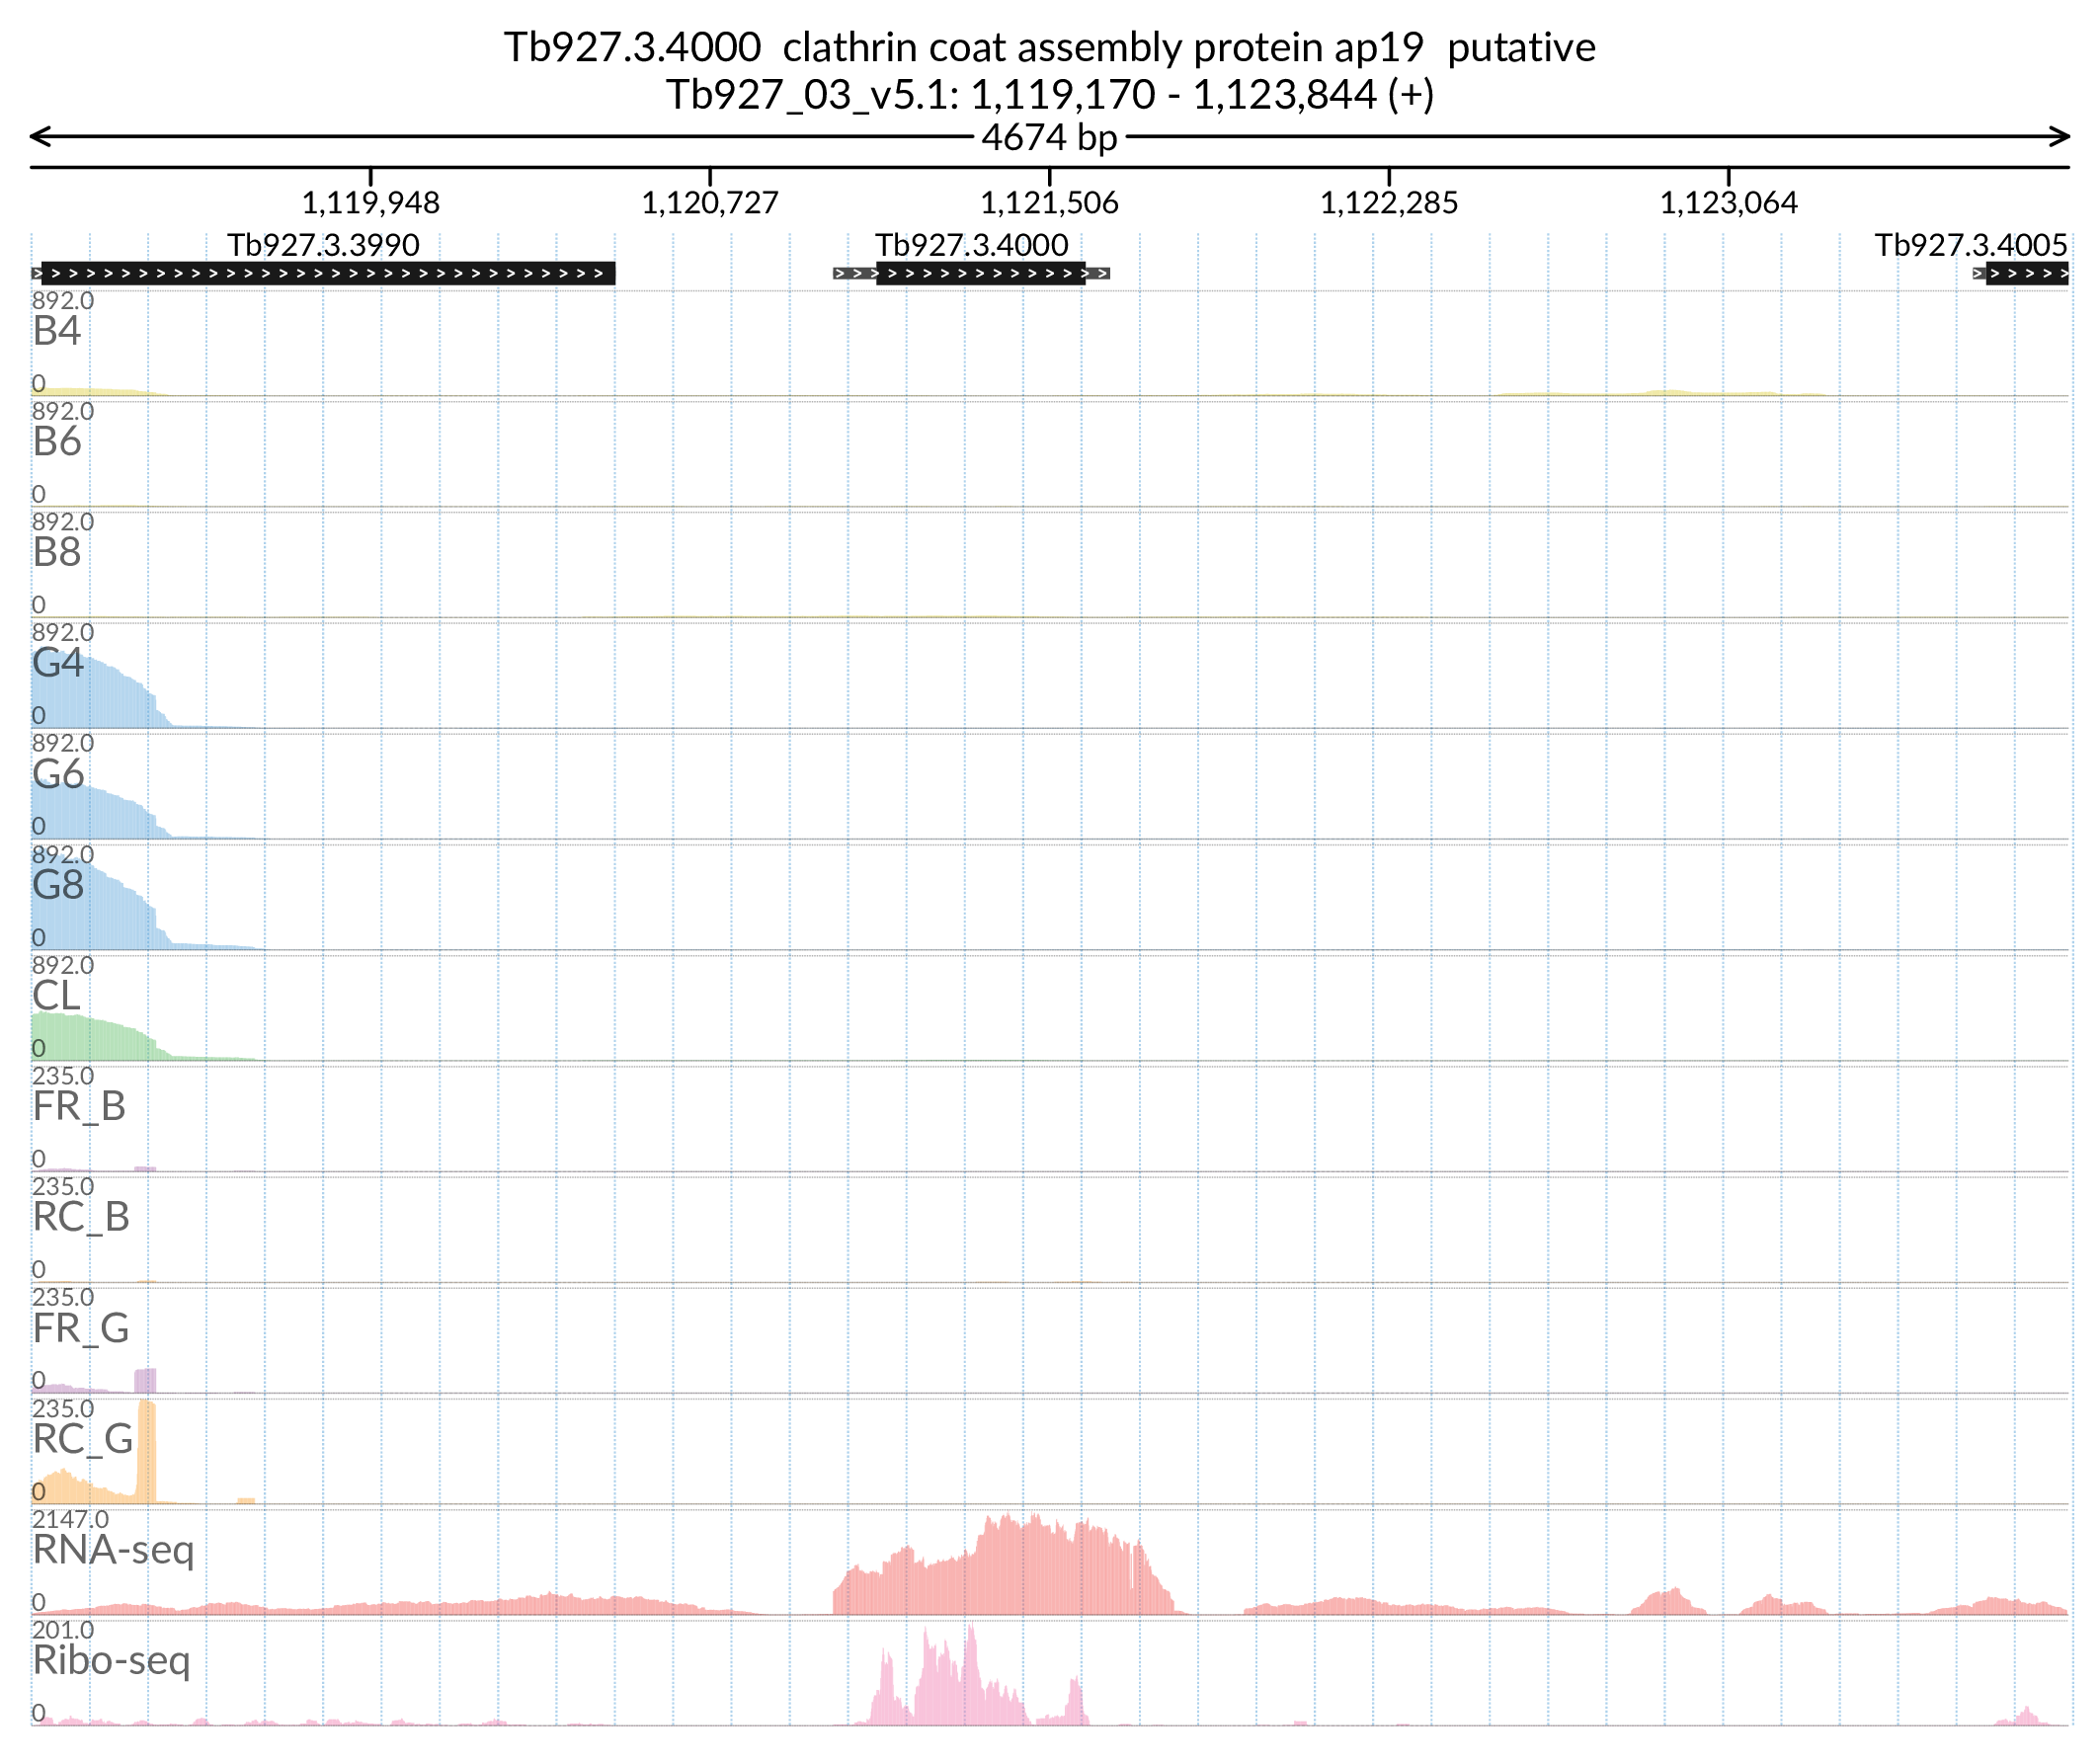 Tb927.3.4000  clathrin coat assembly protein ap19  putative
Tb927_03_v5.1: 1,119,170 - 1,123,844 (+)
4674 bp
1,119,948 1,120,727 1,121,506 1,122,285 1,123,064
Tb927.3.3990 Tb927.3.4000 Tb927.3.4005
892.0
B4
0
892.0
B6
0
892.0
B8
0
892.0
G4
0
892.0
G6
0
892.0
G8
0
892.0
CL
0
235.0
FR_B
0
235.0
RC_B
0
235.0
FR_G
0
235.0
RC_G
0
2147.0
RNA-seq
0
201.0
Ribo-seq
0